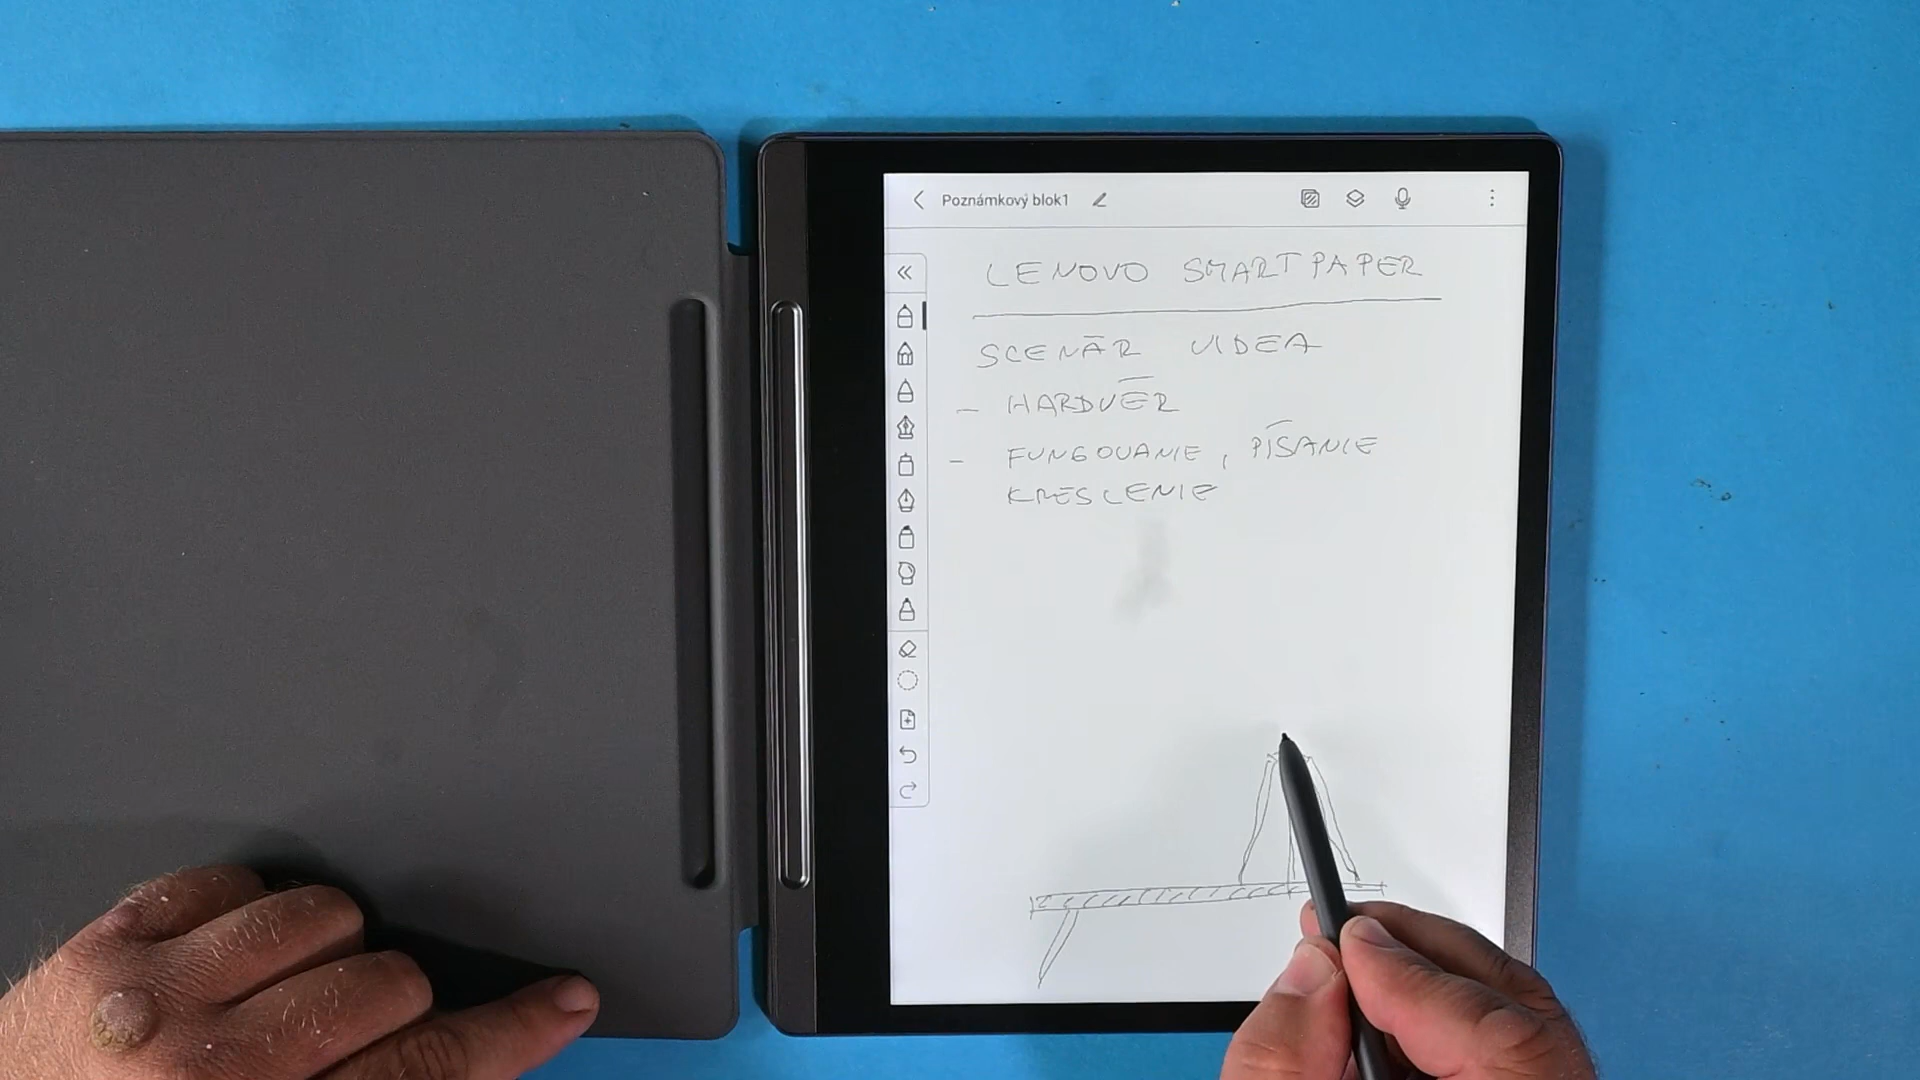 Poznámkový blok1
LENOVO SMARTPAPER
SCENÁR VIDEA
- HARDVÉR
- FUNGOVANIE, PÍSANIE
KRESLENIE